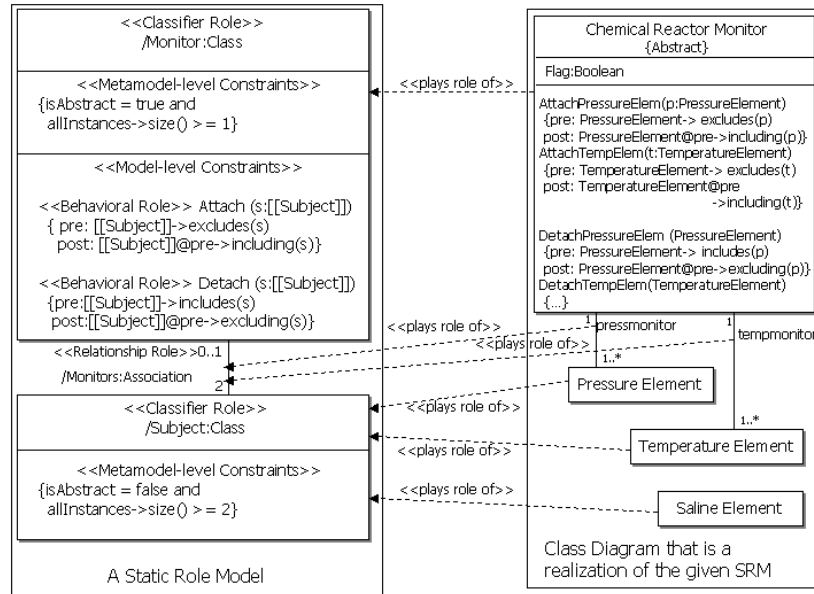 <<Classifier Role>>
/Monitor:Class
<<Metamodel-level Constraints>>
{isAbstract = true and
allInstances->size() >= 1}
<<Model-level Constraints>>
<<Behavioral Role>> Attach (s:[[Subject]])
{ pre: [[Subject]]->excludes(s)
post: [[Subject]]@pre->including(s)}
<<Behavioral Role>> Detach (s:[[Subject]])
{pre:[[Subject]]->includes(s)
post:[[Subject]]@pre->excluding(s)}
<<Relationship Role>>0..1
/Monitors:Association
2
<<Classifier Role>>
/Subject:Class
<<Metamodel-level Constraints>>
{isAbstract = false and
allInstances->size() >= 2}
A Static Role Model
<<plays role of>>
<<plays role of>>
<<plays role of>>
<<plays role of>>
<<plays role of>>
<<plays role of>>
Chemical Reactor Monitor
{Abstract}
Flag:Boolean
AttachPressureElem(p:PressureElement)
{pre: PressureElement-> excludes(p)
post: PressureElement@pre->including(p)}
AttachTempElem(t:TemperatureElement)
{pre: TemperatureElement-> excludes(t)
post: TemperatureElement@pre
->including(t)}
DetachPressureElem (PressureElement)
{pre: PressureElement-> includes(p)
post: PressureElement@pre->excluding(p)}
DetachTempElem(TemperatureElement)
{...}
1
pressmonitor
1
tempmonitor
1..*
Pressure Element
1..*
Temperature Element
Saline Element
Class Diagram that is a
realization of the given SRM